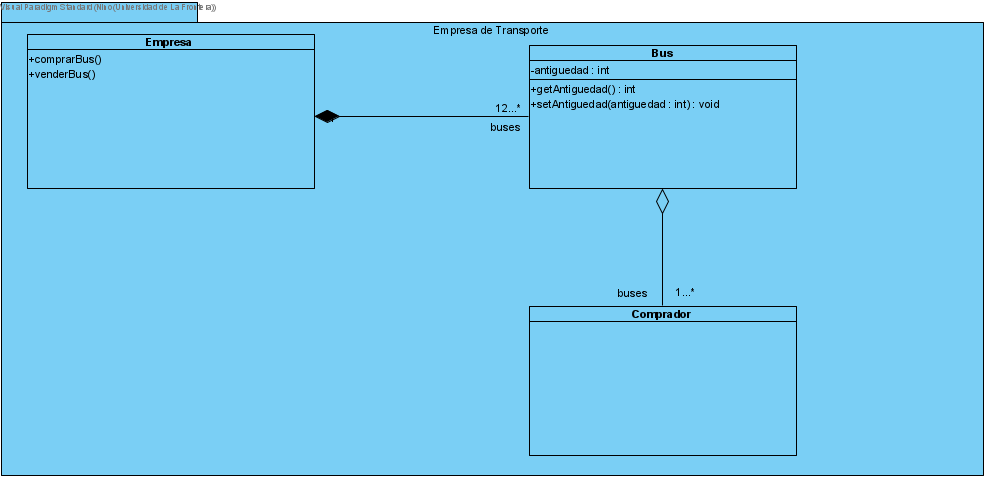 Visual Paradigm Standard (Nino (Universidad de La Frontera))
Empresa de Transporte
Empresa
+comprarBus()
+venderBus()
12...*
buses
Bus
-antiguedad : int
+getAntiguedad() : int
+setAntiguedad(antiguedad : int) : void
buses
1...*
Comprador